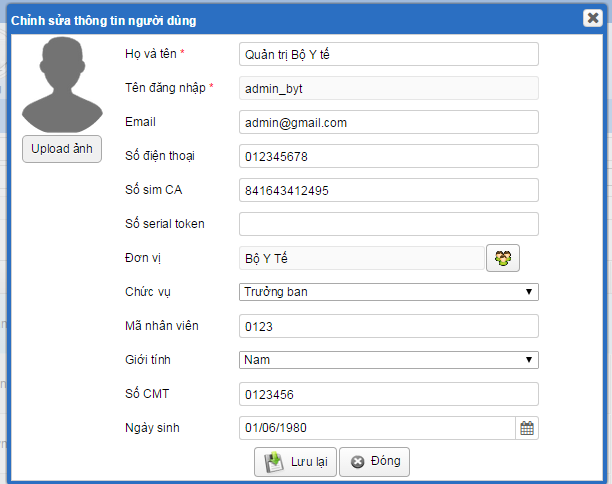 Chỉnh sửa thông tin người dùng
Upload ảnh
Họ và tên * Quản trị Bộ Y tế
Tên đăng nhập * admin_byt
Email admin@gmail.com
Số điện thoại 012345678
Số sim CA 841643412495
Số serial token
Đơn vị Bộ Y Tế
Chức vụ Trưởng ban
Mã nhân viên 0123
Giới tính Nam
Số CMT 0123456
Ngày sinh 01/06/1980
Lưu lại Đóng